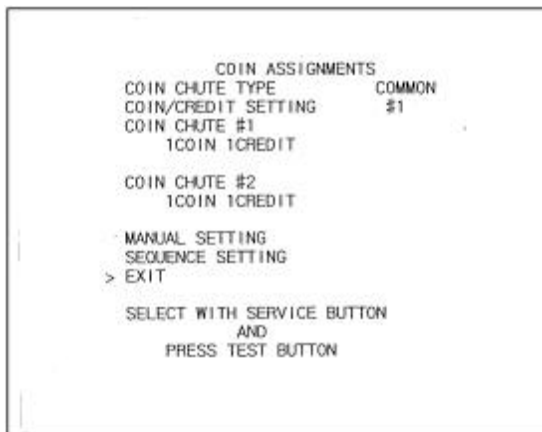 COIN ASSIGNMENTS
COIN CHUTE TYPE COMMON
COIN/CREDIT SETTING #1
COIN CHUTE #1
1COIN 1CREDIT
COIN CHUTE #2
1COIN 1CREDIT
MANUAL SETTING
SEQUENCE SETTING
> EXIT
SELECT WITH SERVICE BUTTON
AND
PRESS TEST BUTTON